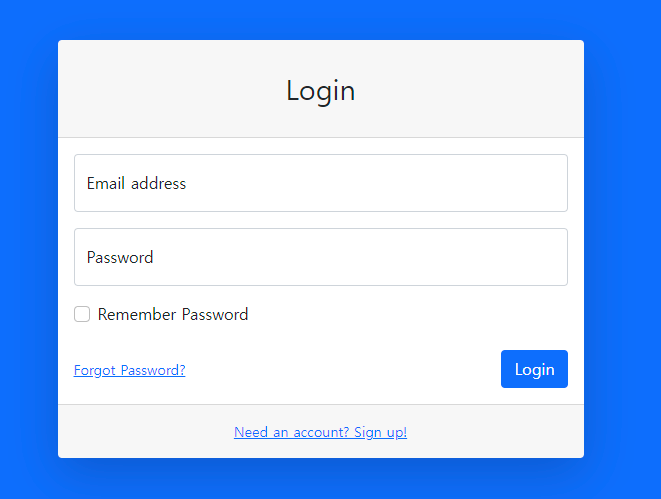 Login
Email address
Password
Remember Password
Forgot Password?
Login
Need an account? Sign up!